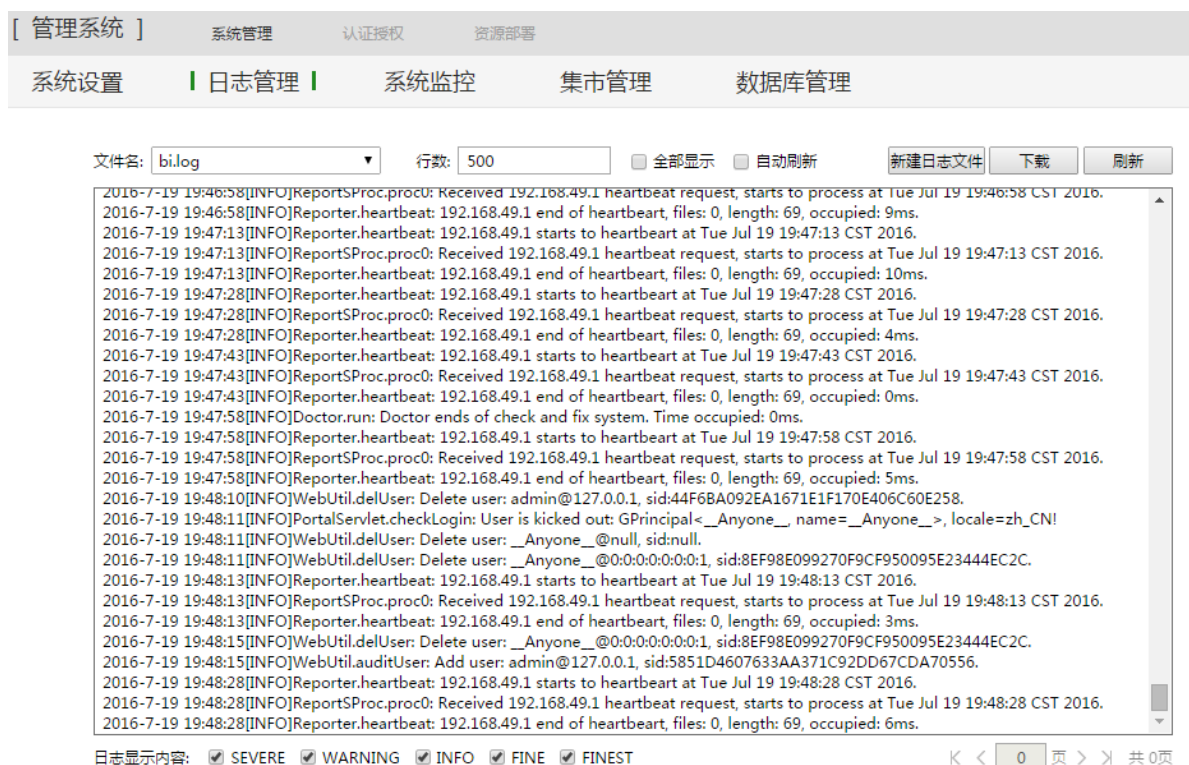 [ 管理系统 ] 系统管理 认证授权 资源部署
系统设置 日志管理 系统监控 集市管理 数据库管理
文件名: bi.log 行数: 500 全部显示 自动刷新 新建日志文件 下载 刷新
2016-7-19 19:46:58[INFO]ReportSProc.proc0: Received 192.168.49.1 heartbeat request, starts to process at Tue Jul 19 19:46:58 CST 2016.
2016-7-19 19:46:58[INFO]Reporter.heartbeat: 192.168.49.1 end of heartbeart, files: 0, length: 69, occupied: 9ms.
2016-7-19 19:47:13[INFO]Reporter.heartbeat: 192.168.49.1 starts to heartbeart at Tue Jul 19 19:47:13 CST 2016.
2016-7-19 19:47:13[INFO]ReportSProc.proc0: Received 192.168.49.1 heartbeat request, starts to process at Tue Jul 19 19:47:13 CST 2016.
2016-7-19 19:47:13[INFO]Reporter.heartbeat: 192.168.49.1 end of heartbeart, files: 0, length: 69, occupied: 10ms.
2016-7-19 19:47:28[INFO]Reporter.heartbeat: 192.168.49.1 starts to heartbeart at Tue Jul 19 19:47:28 CST 2016.
2016-7-19 19:47:28[INFO]ReportSProc.proc0: Received 192.168.49.1 heartbeat request, starts to process at Tue Jul 19 19:47:28 CST 2016.
2016-7-19 19:47:28[INFO]Reporter.heartbeat: 192.168.49.1 end of heartbeart, files: 0, length: 69, occupied: 4ms.
2016-7-19 19:47:43[INFO]Reporter.heartbeat: 192.168.49.1 starts to heartbeart at Tue Jul 19 19:47:43 CST 2016.
2016-7-19 19:47:43[INFO]ReportSProc.proc0: Received 192.168.49.1 heartbeat request, starts to process at Tue Jul 19 19:47:43 CST 2016.
2016-7-19 19:47:43[INFO]Reporter.heartbeat: 192.168.49.1 end of heartbeart, files: 0, length: 69, occupied: 0ms.
2016-7-19 19:47:58[INFO]Doctor.run: Doctor ends of check and fix system. Time occupied: 0ms.
2016-7-19 19:47:58[INFO]Reporter.heartbeat: 192.168.49.1 starts to heartbeart at Tue Jul 19 19:47:58 CST 2016.
2016-7-19 19:47:58[INFO]ReportSProc.proc0: Received 192.168.49.1 heartbeat request, starts to process at Tue Jul 19 19:47:58 CST 2016.
2016-7-19 19:47:58[INFO]Reporter.heartbeat: 192.168.49.1 end of heartbeart, files: 0, length: 69, occupied: 5ms.
2016-7-19 19:48:10[INFO]WebUtil.delUser: Delete user: admin@127.0.0.1, sid:44F6BA092EA1671E1F170E406C60E258.
2016-7-19 19:48:11[INFO]PortalServlet.checkLogin: User is kicked out: GPrincipal<__Anyone__, name=__Anyone__>, locale=zh_CN!
2016-7-19 19:48:11[INFO]WebUtil.delUser: Delete user: __Anyone__@null, sid:null.
2016-7-19 19:48:11[INFO]WebUtil.delUser: Delete user: __Anyone__@0:0:0:0:0:0:0:1, sid:8EF98E099270F9CF950095E23444EC2C.
2016-7-19 19:48:13[INFO]Reporter.heartbeat: 192.168.49.1 starts to heartbeart at Tue Jul 19 19:48:13 CST 2016.
2016-7-19 19:48:13[INFO]ReportSProc.proc0: Received 192.168.49.1 heartbeat request, starts to process at Tue Jul 19 19:48:13 CST 2016.
2016-7-19 19:48:13[INFO]Reporter.heartbeat: 192.168.49.1 end of heartbeart, files: 0, length: 69, occupied: 3ms.
2016-7-19 19:48:15[INFO]WebUtil.delUser: Delete user: __Anyone__@0:0:0:0:0:0:0:1, sid:8EF98E099270F9CF950095E23444EC2C.
2016-7-19 19:48:15[INFO]WebUtil.auditUser: Add user: admin@127.0.0.1, sid:5851D4607633AA371C92DD67CDA70556.
2016-7-19 19:48:28[INFO]Reporter.heartbeat: 192.168.49.1 starts to heartbeart at Tue Jul 19 19:48:28 CST 2016.
2016-7-19 19:48:28[INFO]ReportSProc.proc0: Received 192.168.49.1 heartbeat request, starts to process at Tue Jul 19 19:48:28 CST 2016.
2016-7-19 19:48:28[INFO]Reporter.heartbeat: 192.168.49.1 end of heartbeart, files: 0, length: 69, occupied: 6ms.
日志显示内容: SEVERE WARNING INFO FINE FINEST 0 页 共 0页